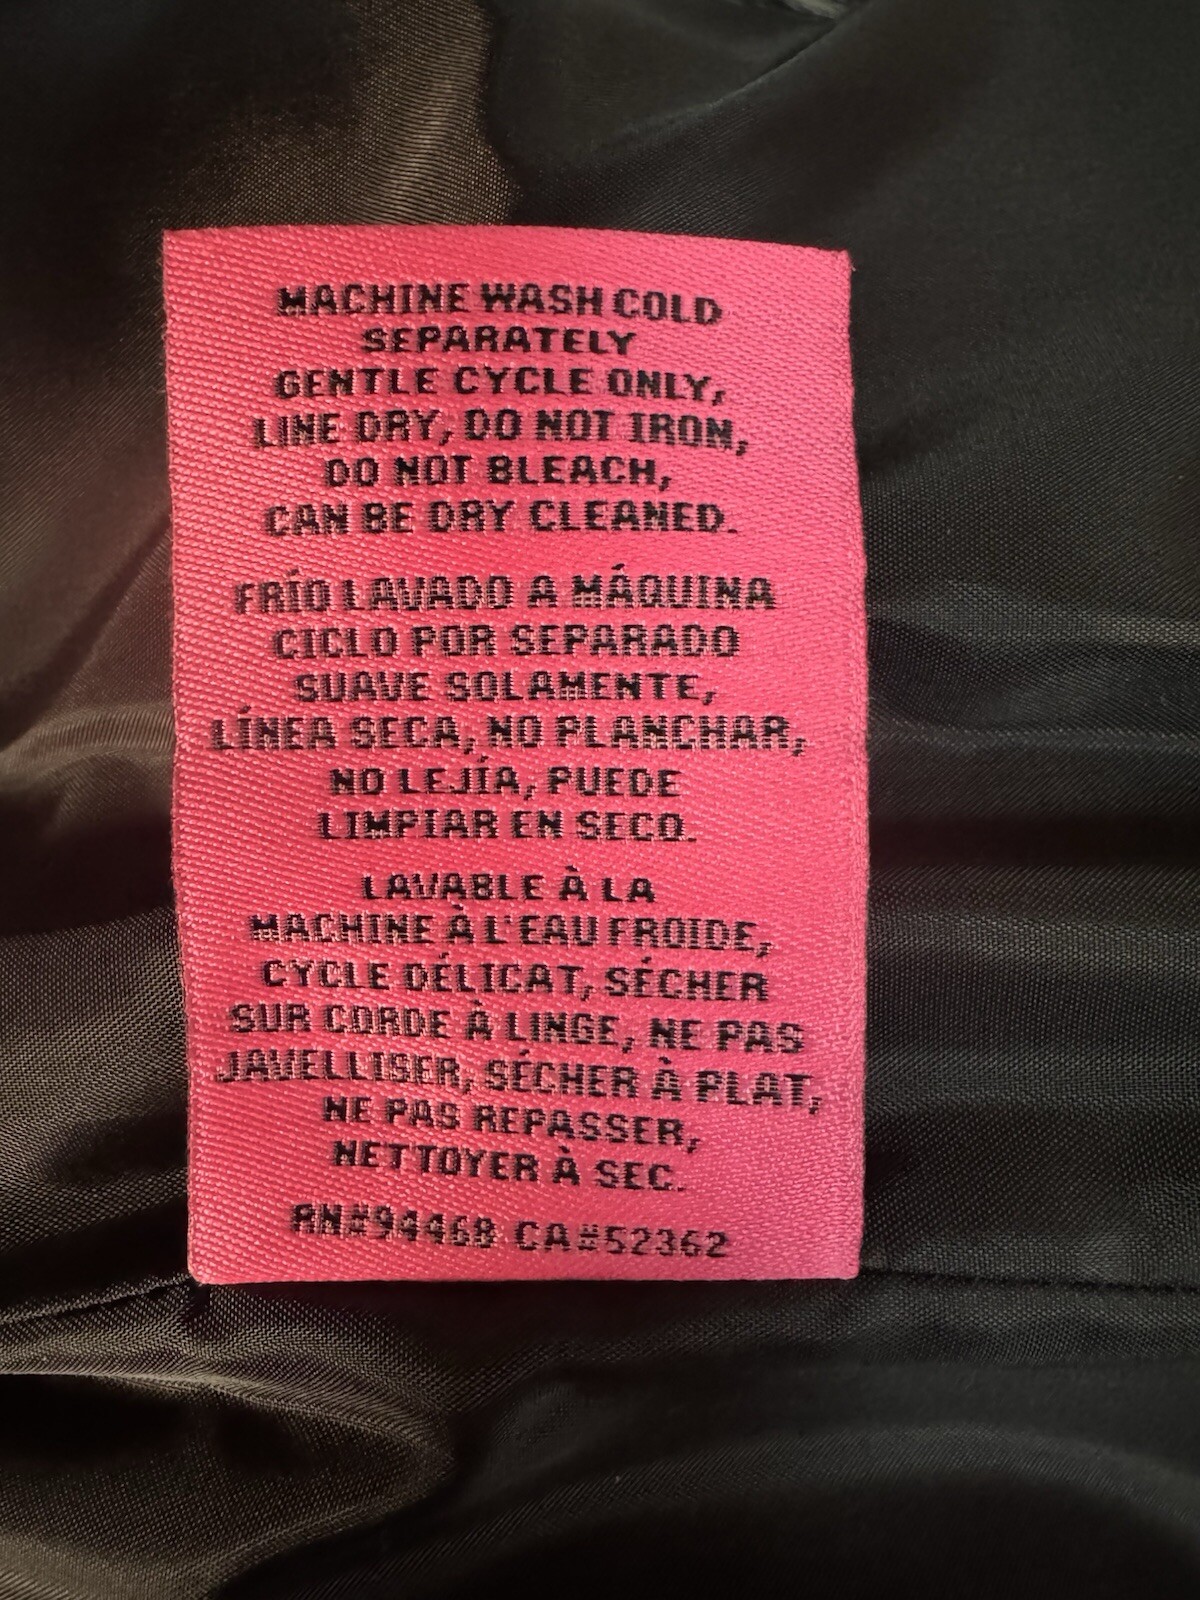 MACHINE WASH COLD
SEPARATELY
GENTLE CYCLE ONLY,
LINE DRY, DO NOT IRON,
DO NOT BLEACH,
CAN BE DRY CLEANED.
FRÍO LAVADO A MÁQUINA
CICLO POR SEPARADO
SUAVE SOLAMENTE,
LÍNEA SECA, NO PLANCHAR,
NO LEJÍA, PUEDE
LIMPIAR EN SECO.
LAVABLE À LA
MACHINE À L'EAU FROIDE,
CYCLE DÉLICAT, SÉCHER
SUR CORDE À LINGE, NE PAS
JAVELLISER, SÉCHER À PLAT,
NE PAS REPASSER,
NETTOYER À SEC.
RN#94468 CA#52362